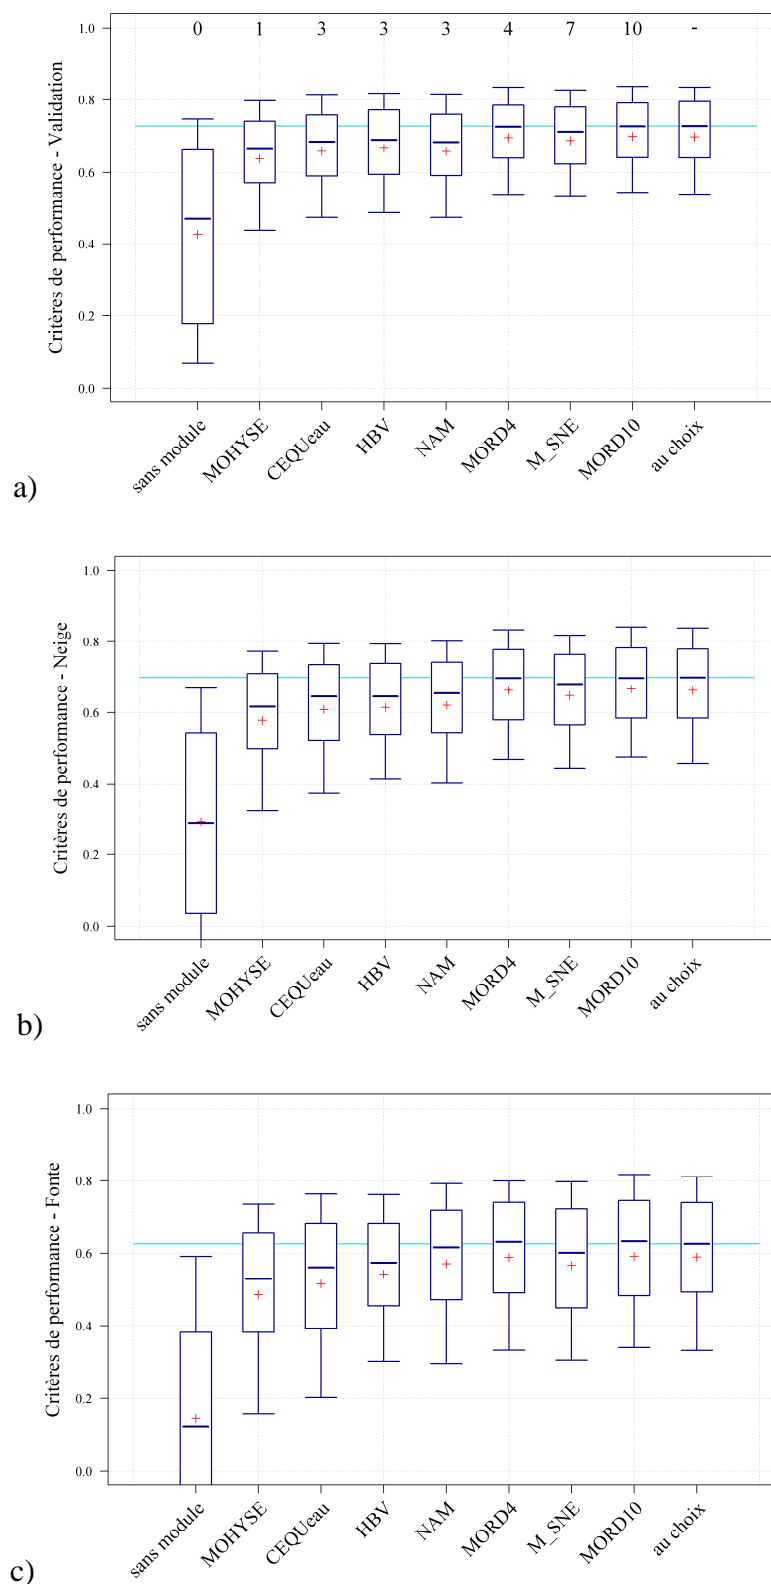 0 1 3 3 3 4 7 10 -
Critères de performance - Validation
1.0
0.8
0.6
0.4
0.2
0.0
sans module
MOHYSE
CEQUeau
HBV
NAM
MORD4
M_SNE
MORD10
au choix
a)
Critères de performance - Neige
1.0
0.8
0.6
0.4
0.2
0.0
sans module
MOHYSE
CEQUeau
HBV
NAM
MORD4
M_SNE
MORD10
au choix
b)
Critères de performance - Fonte
1.0
0.8
0.6
0.4
0.2
0.0
sans module
MOHYSE
CEQUeau
HBV
NAM
MORD4
M_SNE
MORD10
au choix
c)